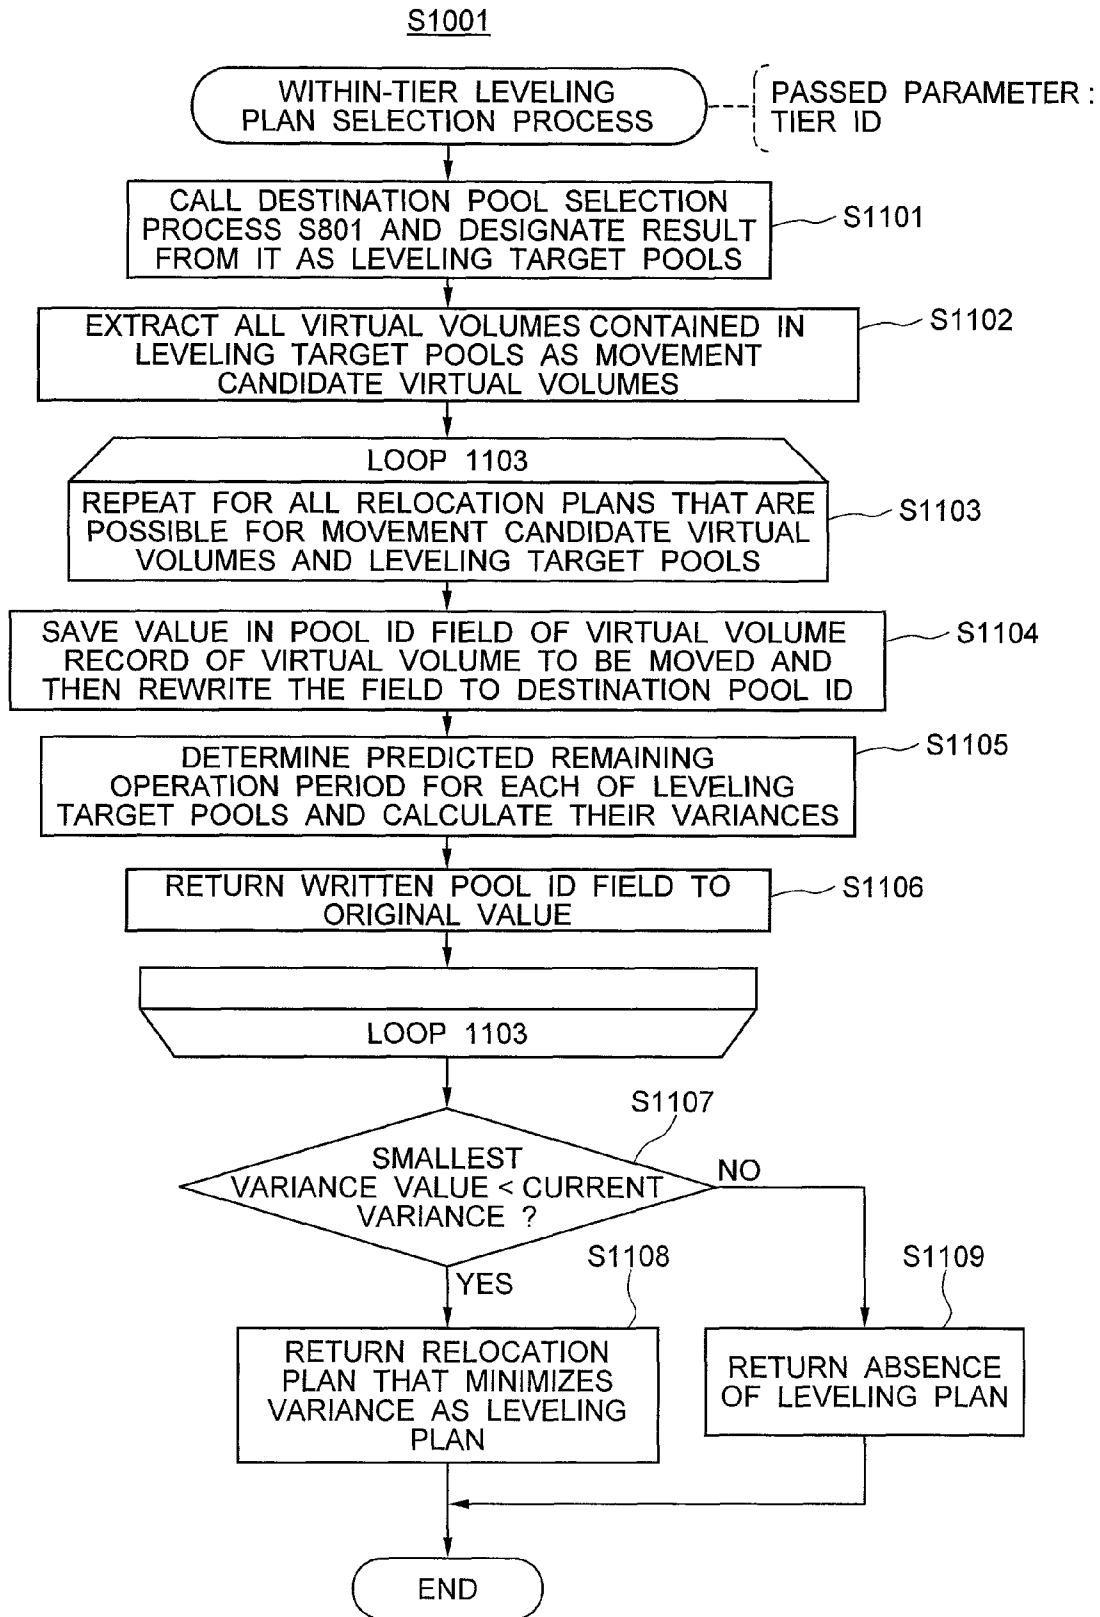 S1001
WITHIN-TIER LEVELING
PLAN SELECTION PROCESS
PASSED PARAMETER:
TIER ID
CALL DESTINATION POOL SELECTION
PROCESS S801 AND DESIGNATE RESULT
FROM IT AS LEVELING TARGET POOLS
S1101
EXTRACT ALL VIRTUAL VOLUMES CONTAINED IN
LEVELING TARGET POOLS AS MOVEMENT
CANDIDATE VIRTUAL VOLUMES
S1102
LOOP 1103
REPEAT FOR ALL RELOCATION PLANS THAT ARE
POSSIBLE FOR MOVEMENT CANDIDATE VIRTUAL
VOLUMES AND LEVELING TARGET POOLS
S1103
SAVE VALUE IN POOL ID FIELD OF VIRTUAL VOLUME
RECORD OF VIRTUAL VOLUME TO BE MOVED AND
THEN REWRITE THE FIELD TO DESTINATION POOL ID
S1104
DETERMINE PREDICTED REMAINING
OPERATION PERIOD FOR EACH OF LEVELING
TARGET POOLS AND CALCULATE THEIR VARIANCES
S1105
RETURN WRITTEN POOL ID FIELD TO
ORIGINAL VALUE
S1106
LOOP 1103
S1107
SMALLEST
VARIANCE VALUE < CURRENT
VARIANCE ?
NO
YES
S1108
RETURN RELOCATION
PLAN THAT MINIMIZES
VARIANCE AS LEVELING
PLAN
S1109
RETURN ABSENCE
OF LEVELING PLAN
END